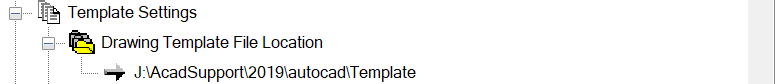 Template Settings
Drawing Template File Location
J:\AcadSupport\2019\autocad\Template